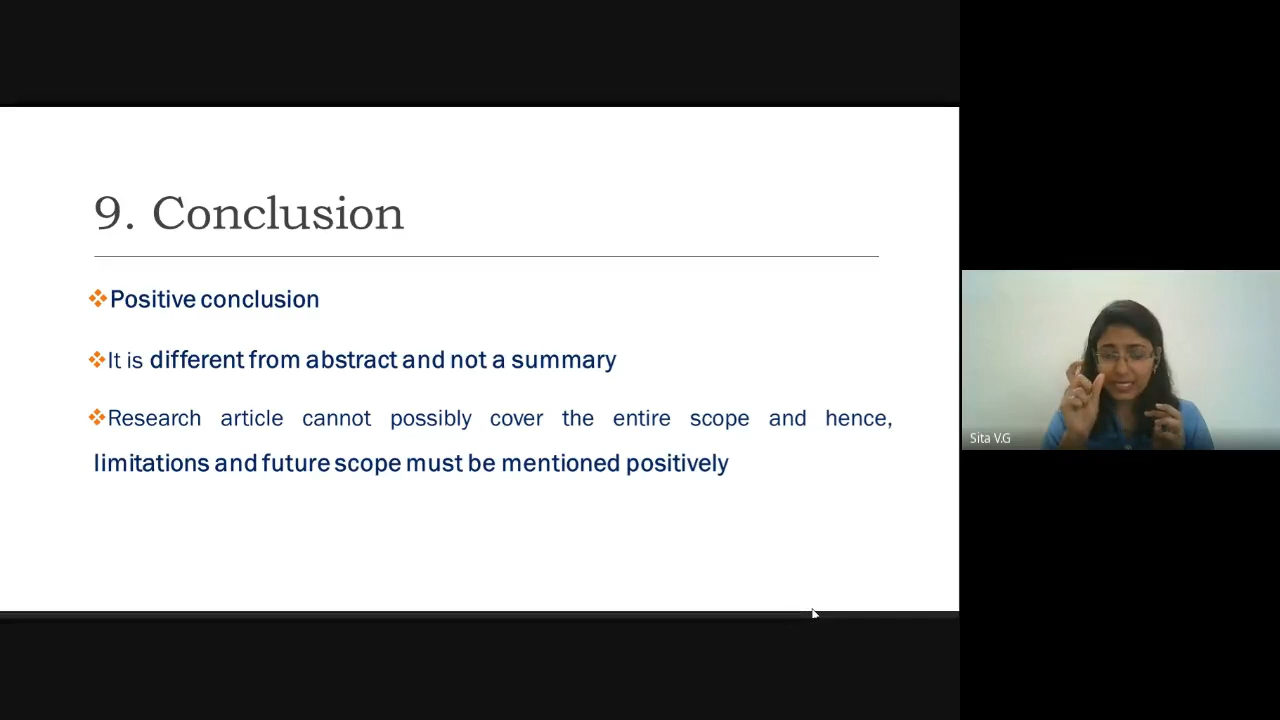 9. Conclusion
❖Positive conclusion
❖It is different from abstract and not a summary
❖Research article cannot possibly cover the entire scope and hence,
limitations and future scope must be mentioned positively
Sita V.G